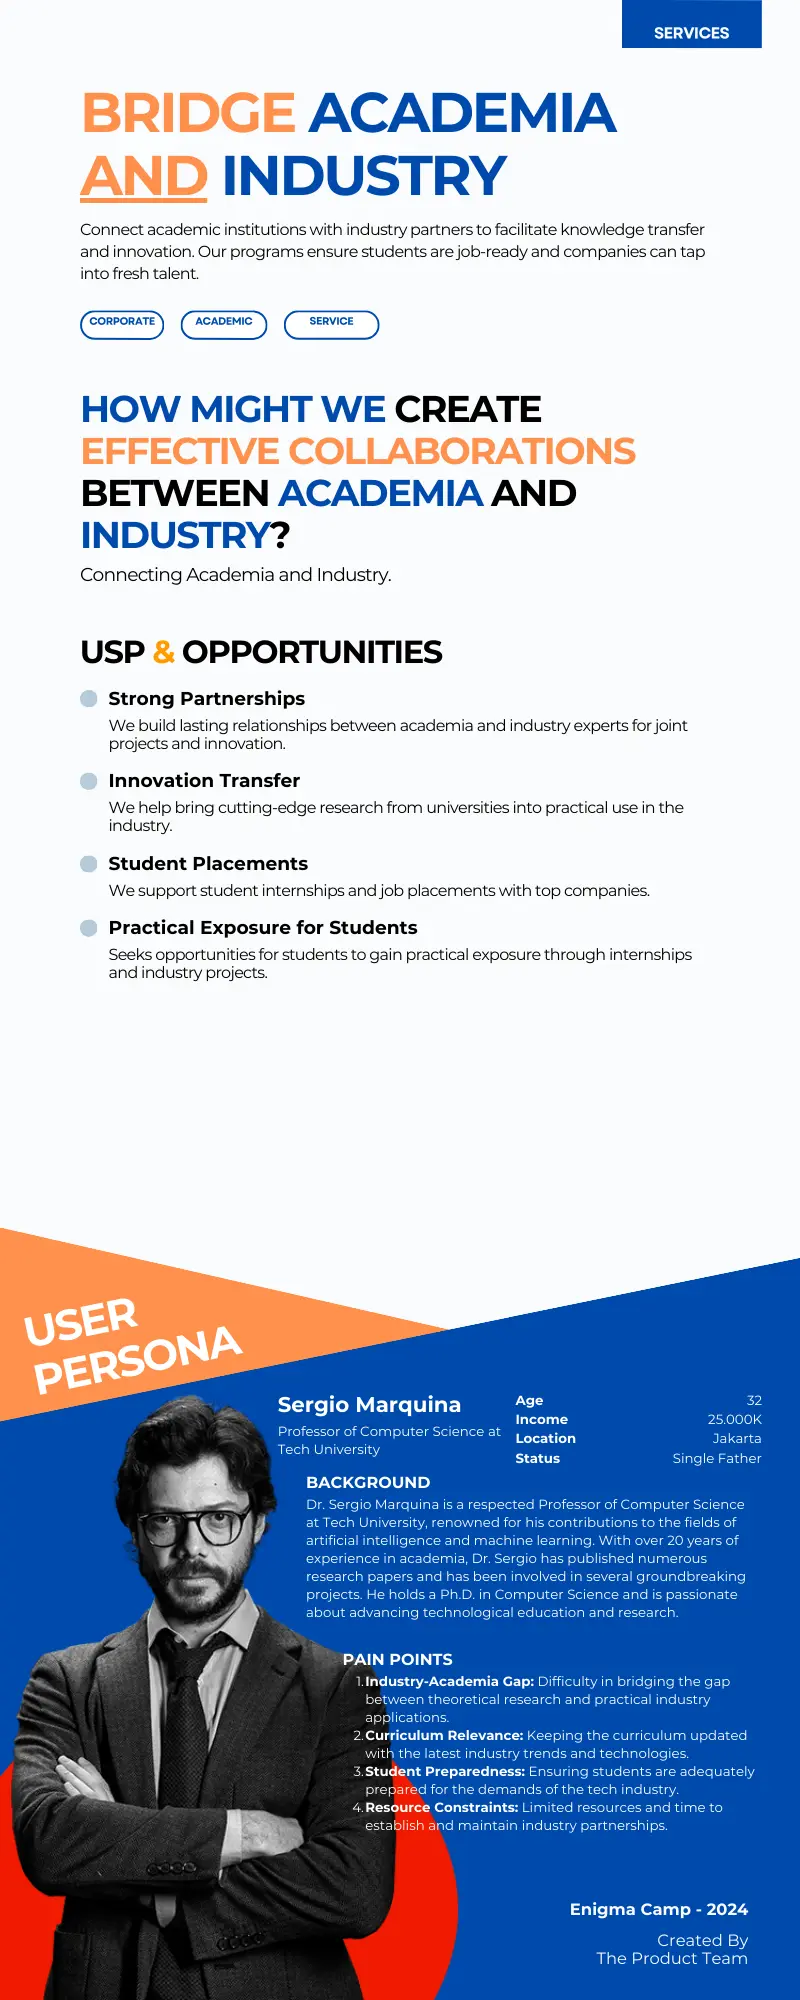 SERVICES
BRIDGE ACADEMIA
AND INDUSTRY
Connect academic institutions with industry partners to facilitate knowledge transfer
and innovation. Our programs ensure students are job-ready and companies can tap
into fresh talent.
CORPORATE ACADEMIC SERVICE
HOW MIGHT WE CREATE
EFFECTIVE COLLABORATIONS
BETWEEN ACADEMIA AND
INDUSTRY?
Connecting Academia and Industry.
USP & OPPORTUNITIES
Strong Partnerships
We build lasting relationships between academia and industry experts for joint
projects and innovation.
Innovation Transfer
We help bring cutting-edge research from universities into practical use in the
industry.
Student Placements
We support student internships and job placements with top companies.
Practical Exposure for Students
Seeks opportunities for students to gain practical exposure through internships
and industry projects.
USER
PERSONA
Sergio Marquina
Professor of Computer Science at
Tech University
Age 32
Income 25.000K
Location Jakarta
Status Single Father
BACKGROUND
Dr. Sergio Marquina is a respected Professor of Computer Science
at Tech University, renowned for his contributions to the fields of
artificial intelligence and machine learning. With over 20 years of
experience in academia, Dr. Sergio has published numerous
research papers and has been involved in several groundbreaking
projects. He holds a Ph.D. in Computer Science and is passionate
about advancing technological education and research.
PAIN POINTS
1. Industry-Academia Gap: Difficulty in bridging the gap
between theoretical research and practical industry
applications.
2. Curriculum Relevance: Keeping the curriculum updated
with the latest industry trends and technologies.
3. Student Preparedness: Ensuring students are adequately
prepared for the demands of the tech industry.
4. Resource Constraints: Limited resources and time to
establish and maintain industry partnerships.
Enigma Camp - 2024
Created By
The Product Team